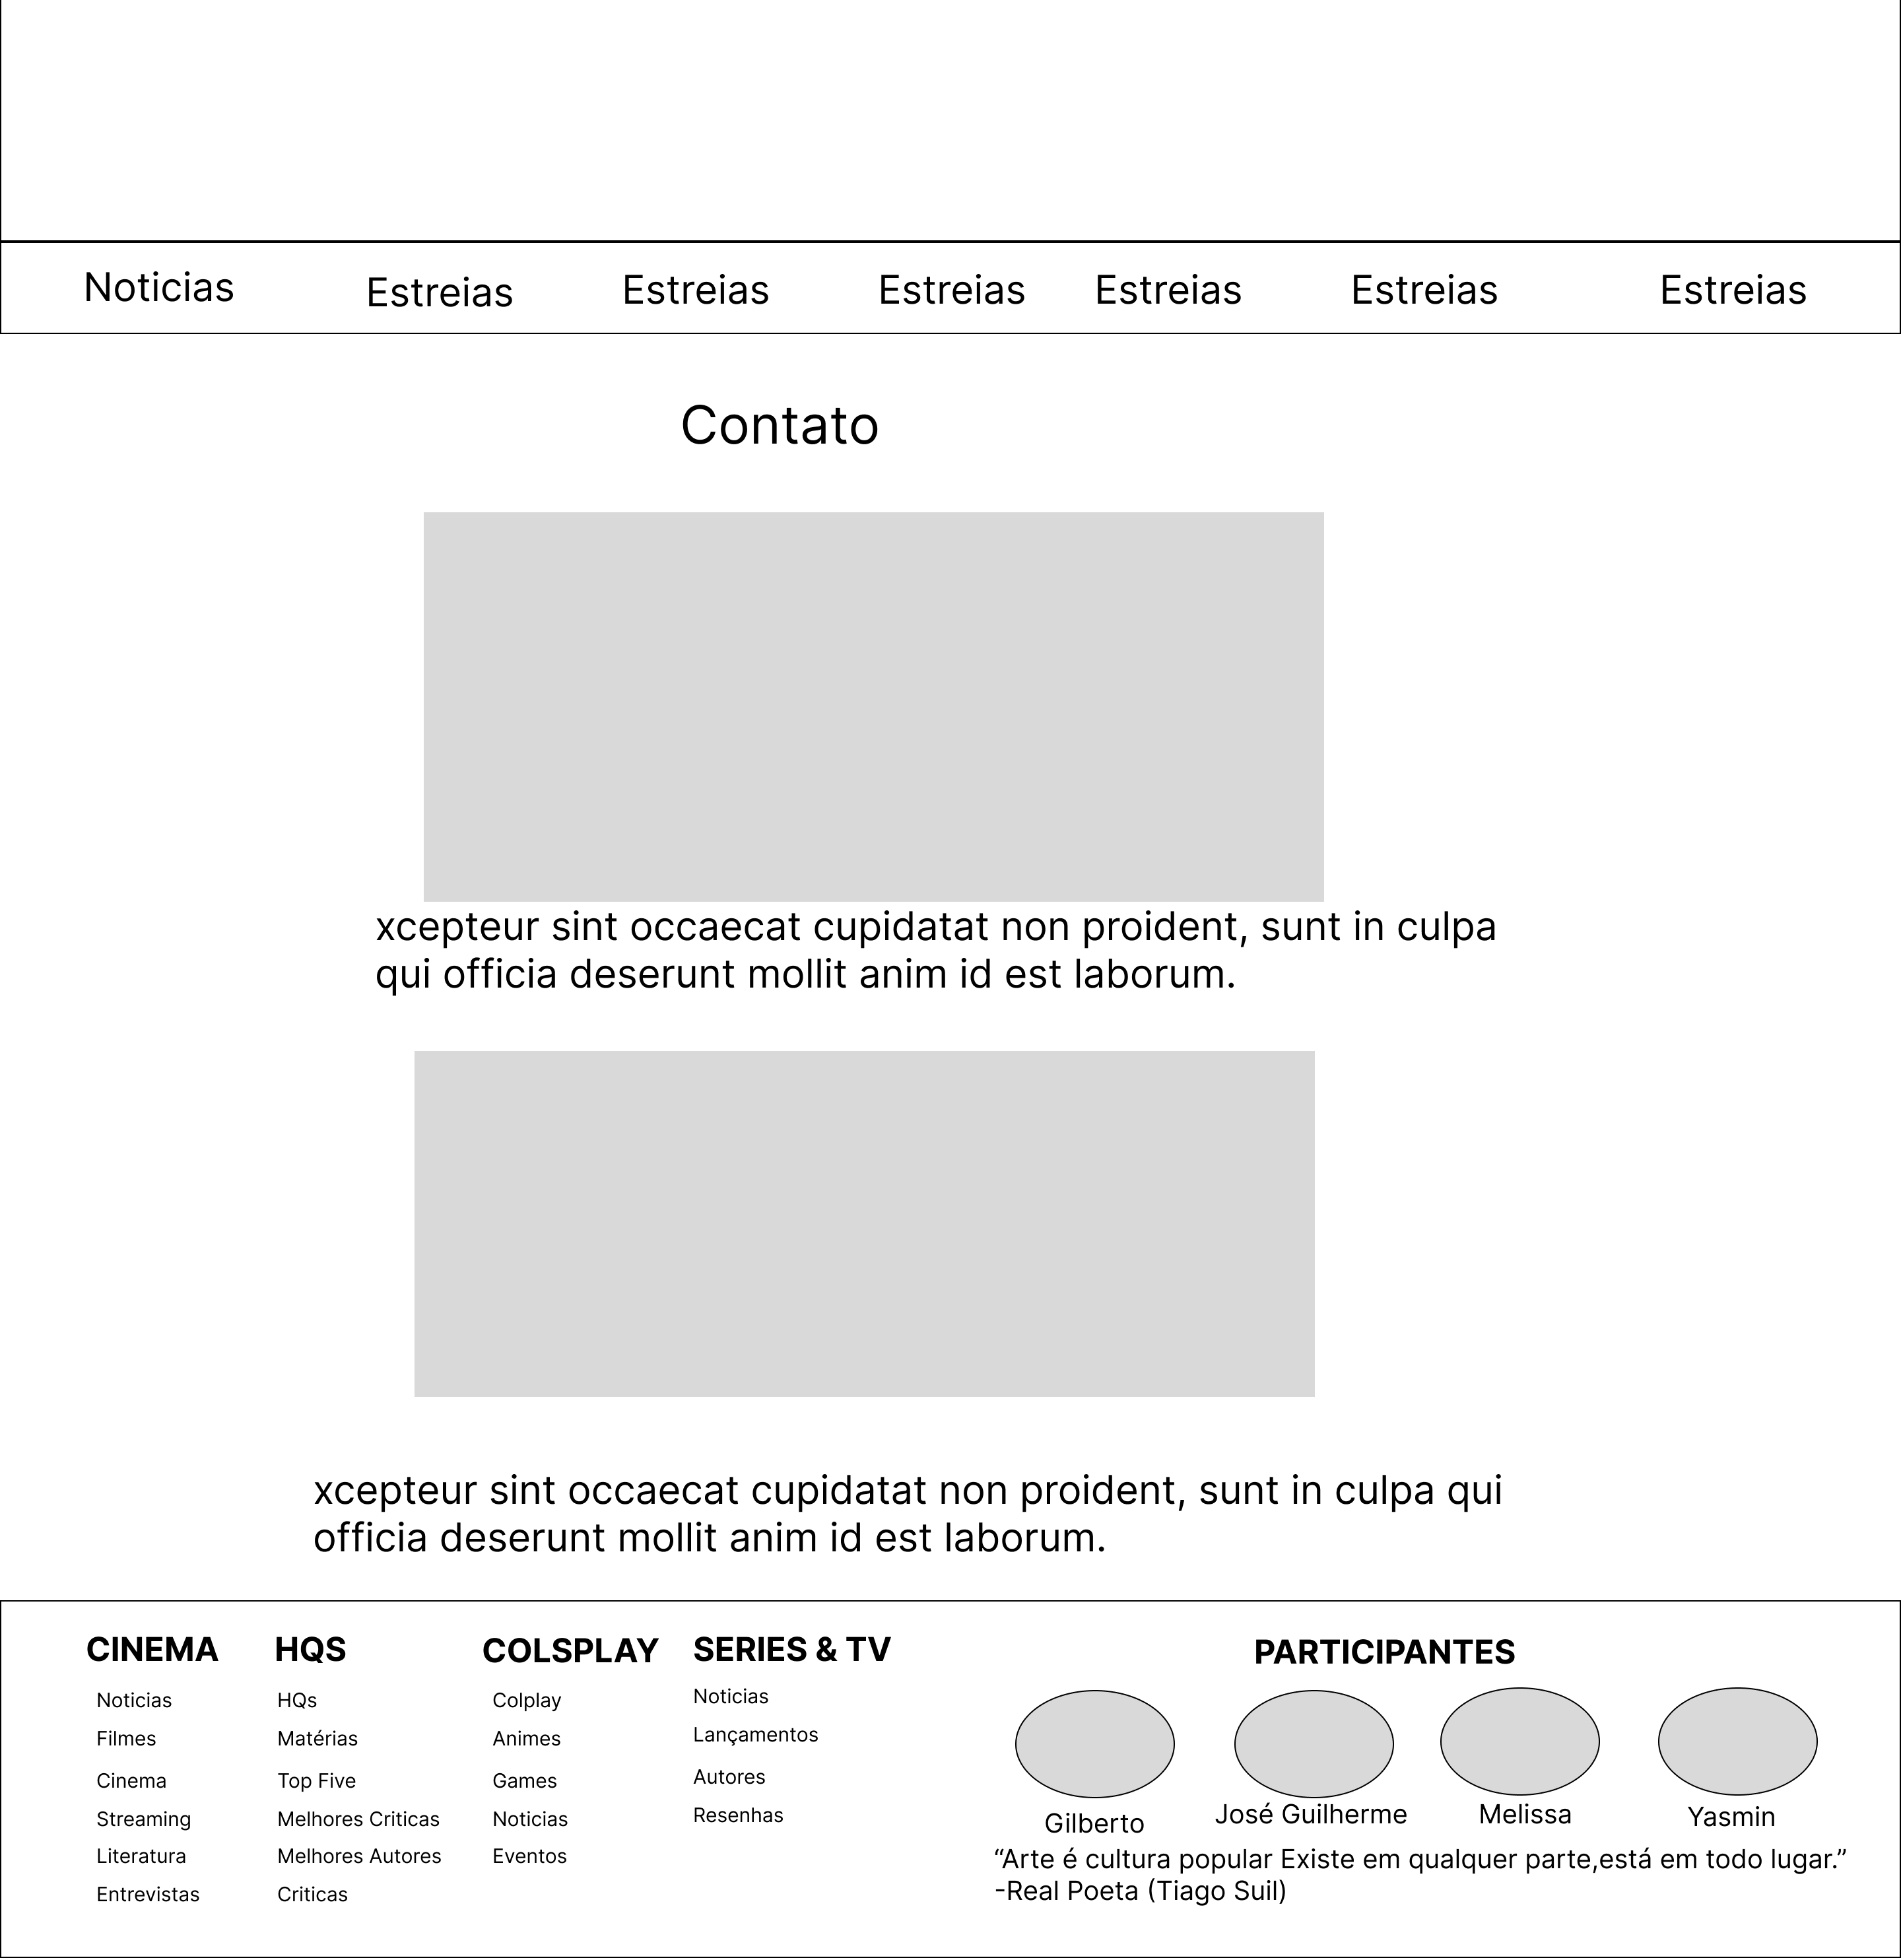 Noticias
Estreias
Estreias
Estreias
Estreias
Estreias
Estreias
Contato
xcepteur sint occaecat cupidatat non proident, sunt in culpa
qui officia deserunt mollit anim id est laborum.
xcepteur sint occaecat cupidatat non proident, sunt in culpa qui
officia deserunt mollit anim id est laborum.
CINEMA
Noticias
Filmes
Cinema
Streaming
Literatura
Entrevistas
HQS
HQs
Matérias
Top Five
Melhores Criticas
Melhores Autores
Criticas
COLSPLAY
Colplay
Animes
Games
Noticias
Eventos
SERIES & TV
Noticias
Lançamentos
Autores
Resenhas
PARTICIPANTES
Gilberto
José Guilherme
Melissa
Yasmin
“Arte é cultura popular Existe em qualquer parte,está em todo lugar.”
-Real Poeta (Tiago Suil)